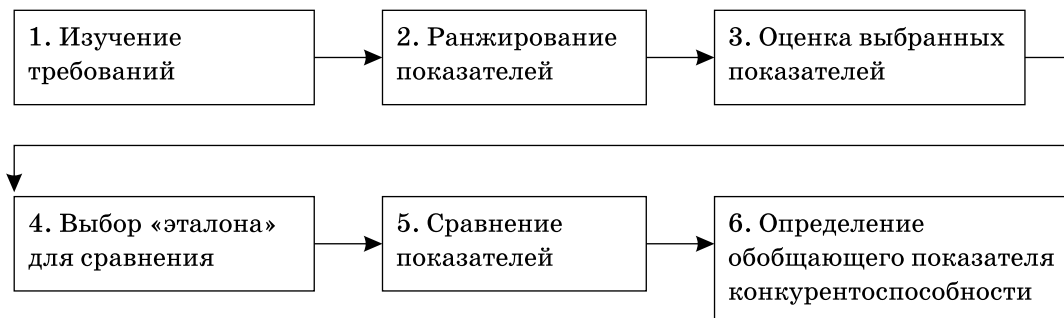 1. Изучение
требований
2. Ранжирование
показателей
3. Оценка выбранных
показателей
4. Выбор «эталона»
для сравнения
5. Сравнение
показателей
6. Определение
обобщающего показателя
конкурентоспособности